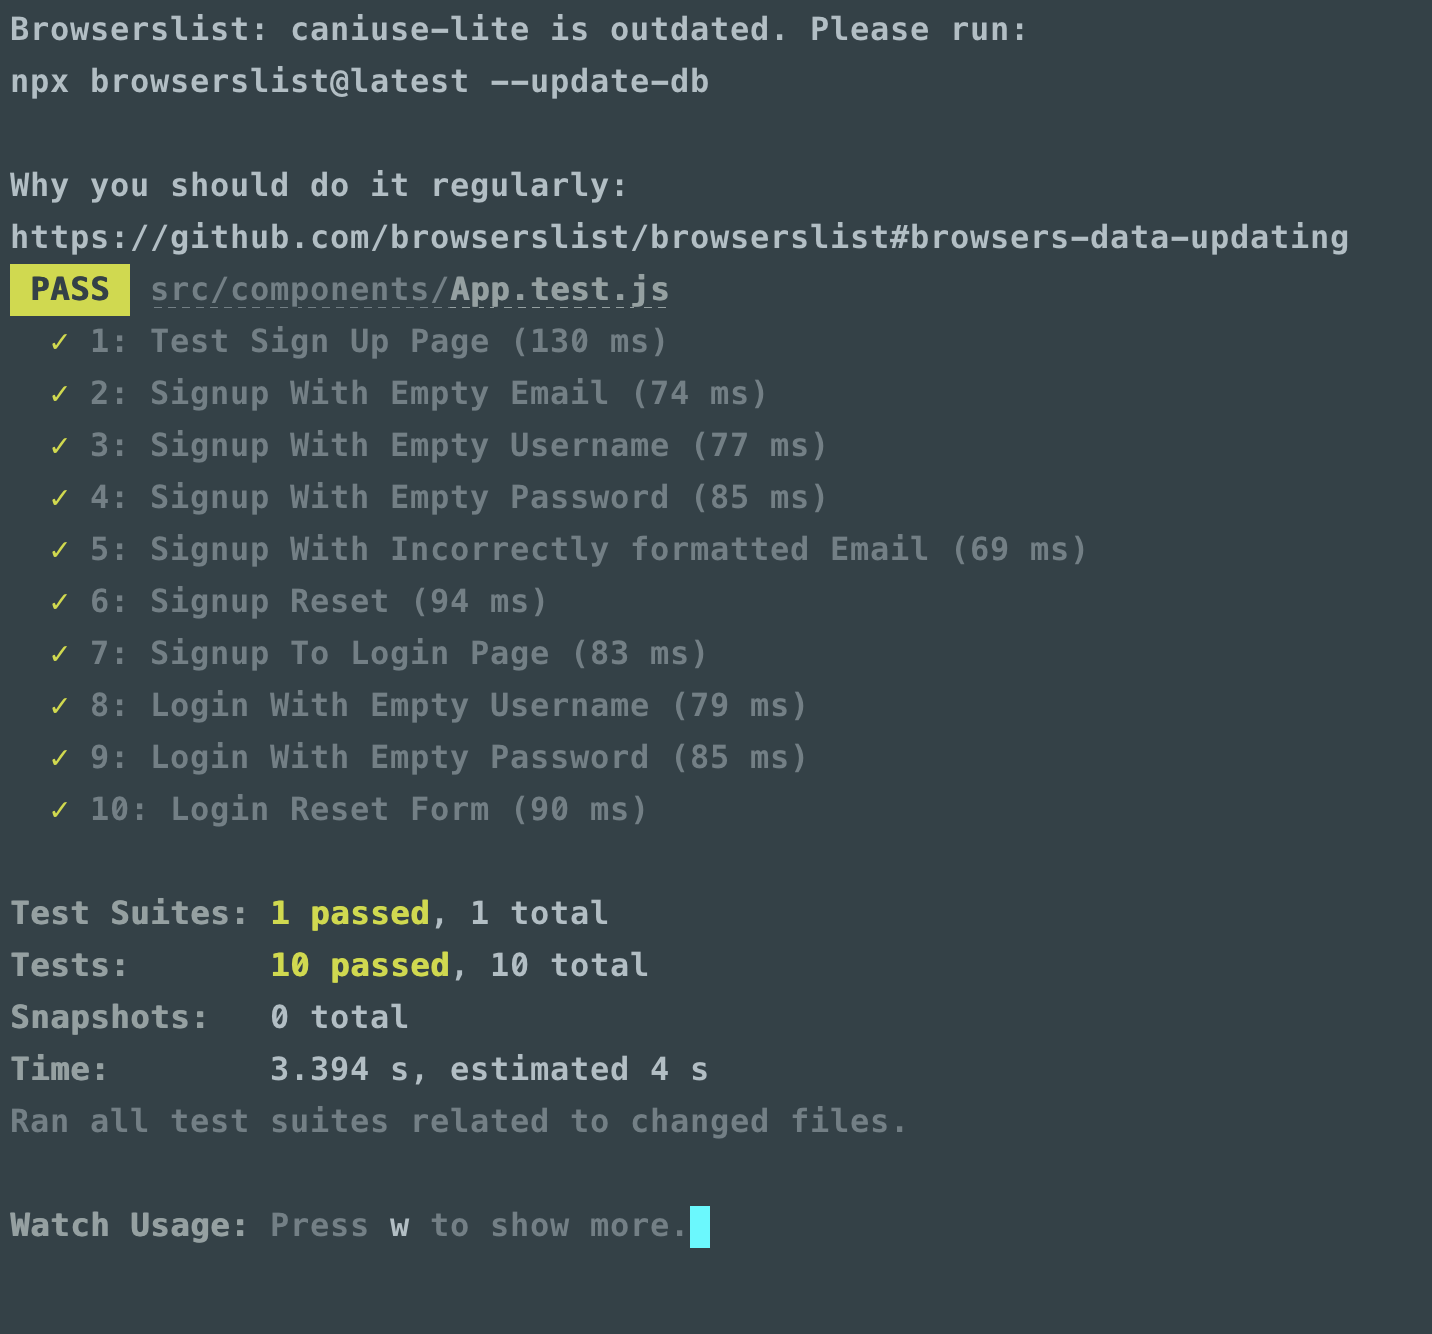 Browserslist: caniuse-lite is outdated. Please run:
npx browserslist@latest --update-db
Why you should do it regularly:
https://github.com/browserslist/browserslist#browsers-data-updating
PASS src/components/App.test.js
✓ 1: Test Sign Up Page (130 ms)
✓ 2: Signup With Empty Email (74 ms)
✓ 3: Signup With Empty Username (77 ms)
✓ 4: Signup With Empty Password (85 ms)
✓ 5: Signup With Incorrectly formatted Email (69 ms)
✓ 6: Signup Reset (94 ms)
✓ 7: Signup To Login Page (83 ms)
✓ 8: Login With Empty Username (79 ms)
✓ 9: Login With Empty Password (85 ms)
✓ 10: Login Reset Form (90 ms)
Test Suites: 1 passed, 1 total
Tests: 10 passed, 10 total
Snapshots: 0 total
Time: 3.394 s, estimated 4 s
Ran all test suites related to changed files.
Watch Usage: Press w to show more.